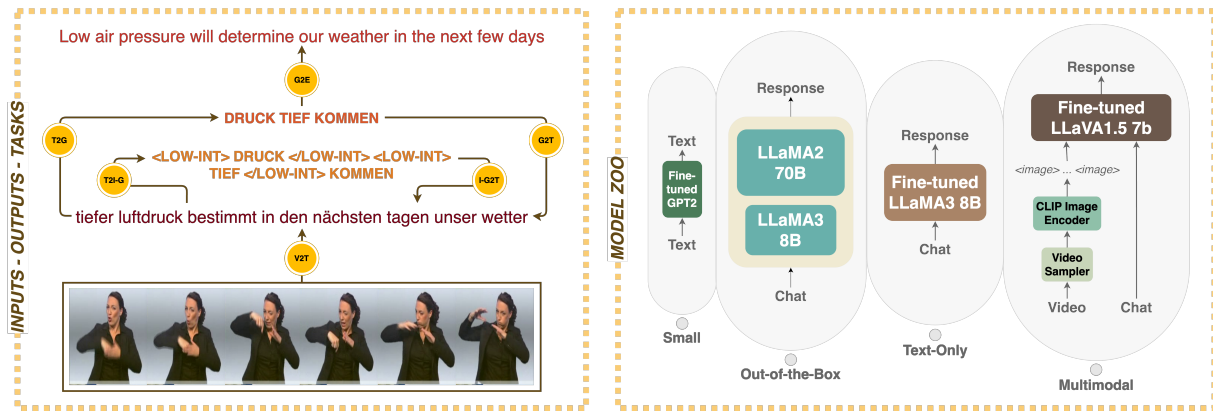 INPUTS - OUTPUTS - TASKS
Low air pressure will determine our weather in the next few days
G2E
DRUCK TIEF KOMMEN
T2G
G2T
<LOW-INT> DRUCK </LOW-INT> <LOW-INT>
TIEF </LOW-INT> KOMMEN
T2I-G
I-G2T
tiefer luftdruck bestimmt in den nächsten tagen unser wetter
V2T
MODEL ZOO
Text
Fine-
tuned
GPT2
Text
Small
Response
LLaMA2
70B
LLaMA3
8B
Chat
Out-of-the-Box
Response
Fine-tuned
LLaMA3 8B
Chat
Text-Only
Response
Fine-tuned
LLaVA1.5 7b
<image> ... <image>
CLIP Image
Encoder
Video
Sampler
Video
Chat
Multimodal